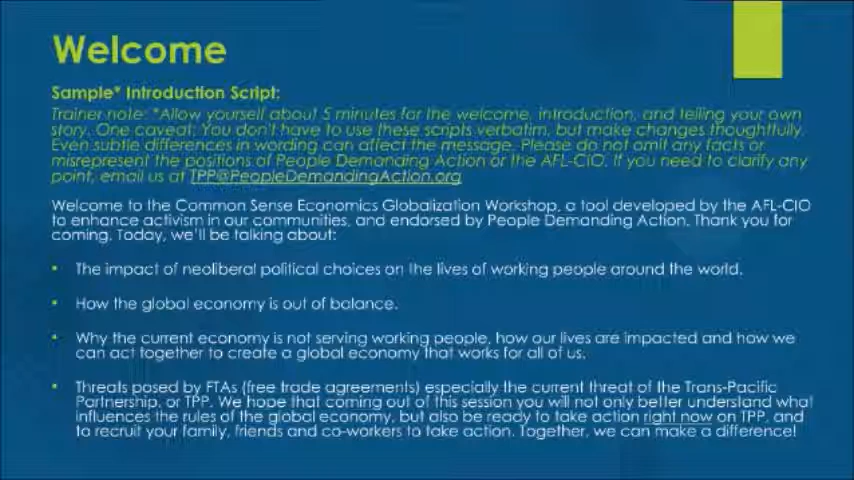 Welcome
Sample* Introduction Script:
Trainer note: *Allow yourself about 5 minutes for the welcome, introduction, and telling your own
story. One caveat: You don't have to use these scripts verbatim, but make changes thoughtfully.
Even subtle differences in wording can affect the message. Please do not omit any facts or
misrepresent the positions of People Demanding Action or the AFL-CIO. If you need to clarify any
point, email us at TPP@PeopleDemandingAction.org
Welcome to the Common Sense Economics Globalization Workshop, a tool developed by the AFL-CIO
to enhance activism in our communities, and endorsed by People Demanding Action. Thank you for
coming. Today, we'll be talking about:
• The impact of neoliberal political choices on the lives of working people around the world.
• How the global economy is out of balance.
• Why the current economy is not serving working people, how our lives are impacted and how we
can act together to create a global economy that works for all of us.
• Threats posed by FTAs (free trade agreements) especially the current threat of the Trans-Pacific
Partnership, or TPP. We hope that coming out of this session you will not only better understand what
influences the rules of the global economy, but also be ready to take action right now on TPP, and
to recruit your family, friends and co-workers to take action. Together, we can make a difference!